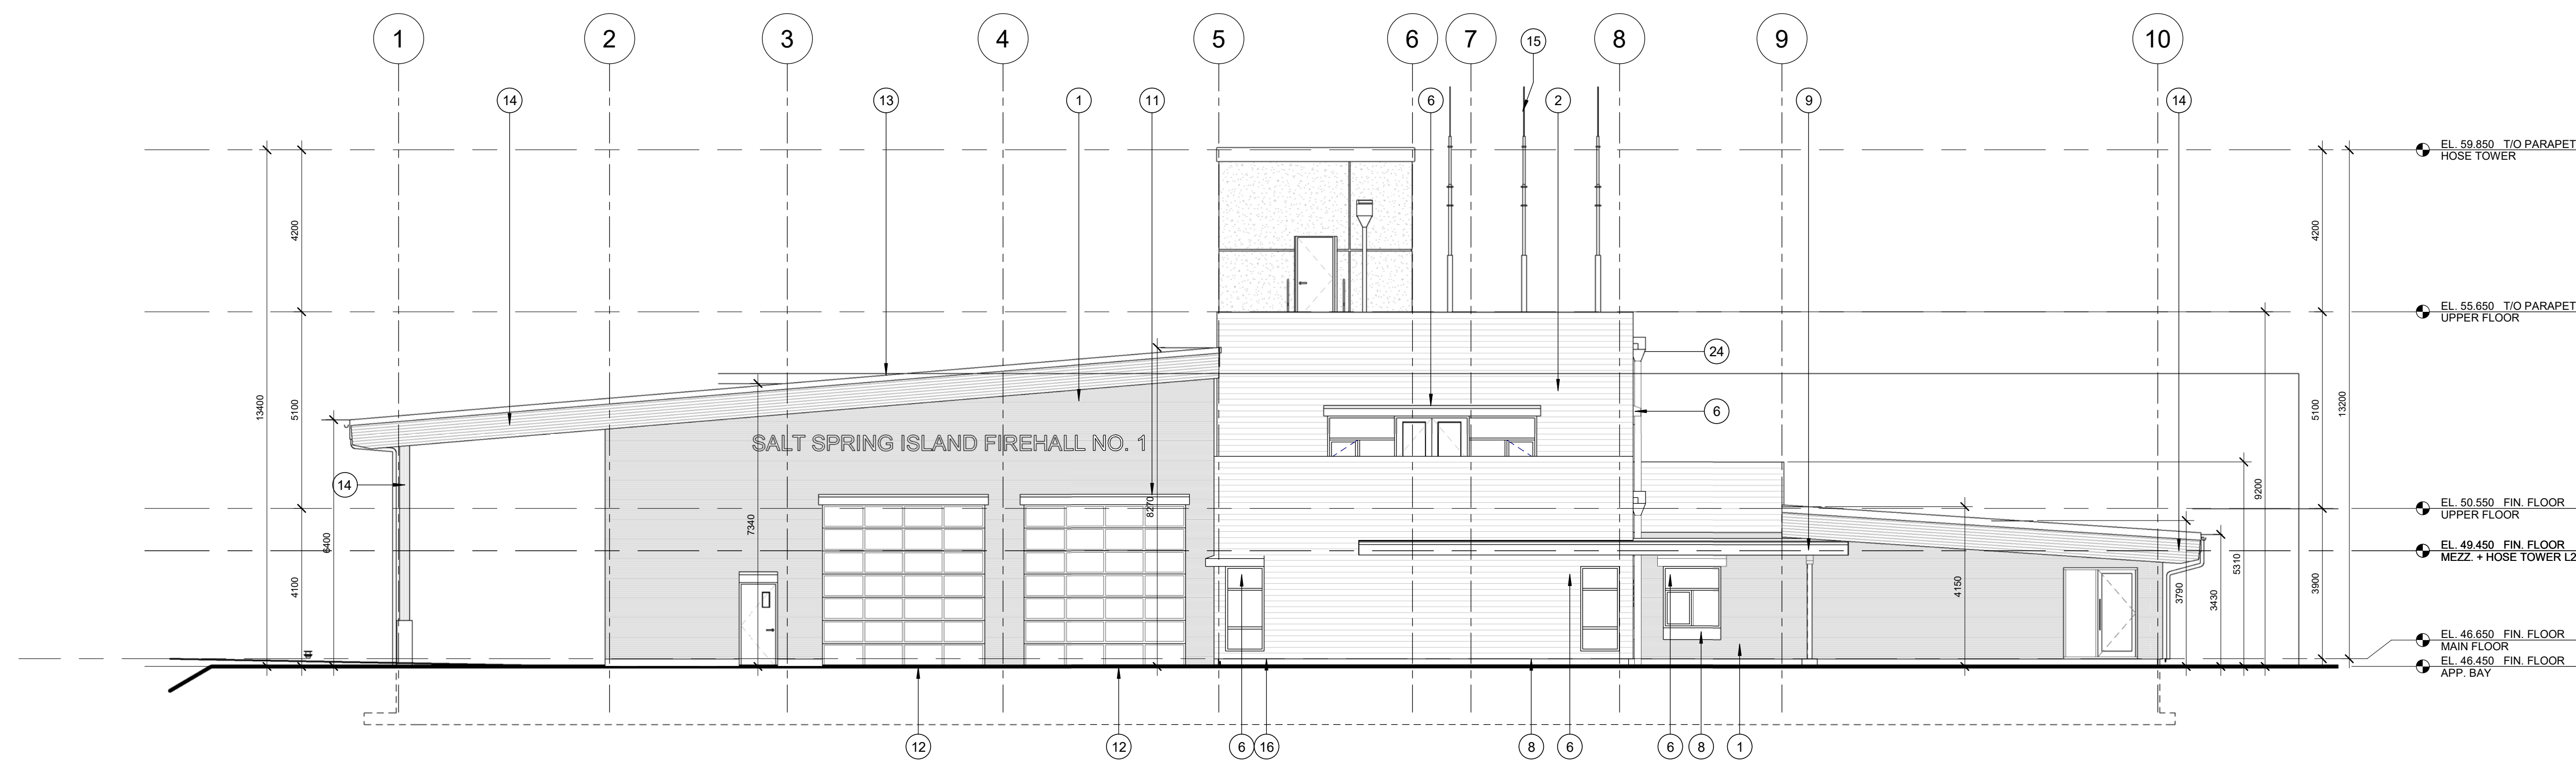 1 2 3 4 5 6 7 8 9 10
15
14 13 1 11 6 2 9 14
EL. 59.850 T/O PARAPET
HOSE TOWER
4200
4200
EL. 55.650 T/O PARAPET
UPPER FLOOR
24
13400
5100
5100
13200
6
SALT SPRING ISLAND FIREHALL NO. 1
14
9200
8270
7340
6400
EL. 50.550 FIN. FLOOR
UPPER FLOOR
EL. 49.450 FIN. FLOOR
MEZZ. + HOSE TOWER L2
5310
4100
4150
3790
3430
3900
EL. 46.650 FIN. FLOOR
MAIN FLOOR
EL. 46.450 FIN. FLOOR
APP. BAY
12 12 6 16 8 6 6 8 1